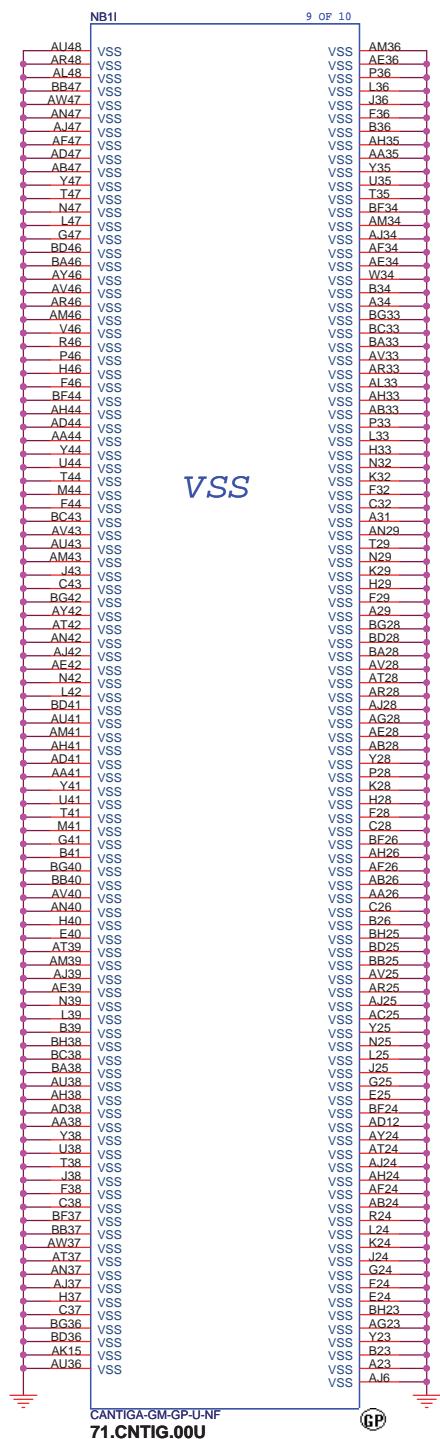 NB1I 9 OF 10
AU48 VSS VSS AM36
AR48 VSS VSS AE36
AL48 VSS VSS P36
BB47 VSS VSS L36
AW47 VSS VSS J36
AN47 VSS VSS F36
AJ47 VSS VSS B36
AF47 VSS VSS AH35
AD47 VSS VSS AA35
AB47 VSS VSS Y35
Y47 VSS VSS U35
T47 VSS VSS T35
N47 VSS VSS BF34
L47 VSS VSS AM34
G47 VSS VSS AJ34
BD46 VSS VSS AF34
BA46 VSS VSS AE34
AY46 VSS VSS W34
AV46 VSS VSS B34
AR46 VSS VSS A34
AM46 VSS VSS BG33
V46 VSS VSS BC33
R46 VSS VSS BA33
P46 VSS VSS AV33
H46 VSS VSS AR33
F46 VSS VSS AL33
BF44 VSS VSS AH33
AH44 VSS VSS AB33
AD44 VSS VSS P33
AA44 VSS VSS L33
Y44 VSS VSS H33
U44 VSS VSS N32
T44 VSS VSS K32
VSS
M44 VSS VSS F32
F44 VSS VSS C32
BC43 VSS VSS A31
AV43 VSS VSS AN29
AU43 VSS VSS T29
AM43 VSS VSS N29
J43 VSS VSS K29
C43 VSS VSS H29
BG42 VSS VSS F29
AY42 VSS VSS A29
AT42 VSS VSS BG28
AN42 VSS VSS BD28
AJ42 VSS VSS BA28
AE42 VSS VSS AV28
N42 VSS VSS AT28
L42 VSS VSS AR28
BD41 VSS VSS AJ28
AU41 VSS VSS AG28
AM41 VSS VSS AE28
AH41 VSS VSS AB28
AD41 VSS VSS Y28
AA41 VSS VSS P28
Y41 VSS VSS K28
U41 VSS VSS H28
T41 VSS VSS F28
M41 VSS VSS C28
G41 VSS VSS BF26
B41 VSS VSS AH26
BG40 VSS VSS AF26
BB40 VSS VSS AB26
AV40 VSS VSS AA26
AN40 VSS VSS C26
H40 VSS VSS B26
E40 VSS VSS BH25
AT39 VSS VSS BD25
AM39 VSS VSS BB25
AJ39 VSS VSS AV25
AE39 VSS VSS AR25
N39 VSS VSS AJ25
L39 VSS VSS AC25
B39 VSS VSS Y25
BH38 VSS VSS N25
BC38 VSS VSS L25
BA38 VSS VSS J25
AU38 VSS VSS G25
AH38 VSS VSS E25
AD38 VSS VSS BF24
AA38 VSS VSS AD12
Y38 VSS VSS AY24
U38 VSS VSS AT24
T38 VSS VSS AJ24
J38 VSS VSS AH24
F38 VSS VSS AF24
C38 VSS VSS AB24
BF37 VSS VSS R24
BB37 VSS VSS L24
AW37 VSS VSS K24
AT37 VSS VSS J24
AN37 VSS VSS G24
AJ37 VSS VSS F24
H37 VSS VSS E24
C37 VSS VSS BH23
BG36 VSS VSS AG23
BD36 VSS VSS Y23
AK15 VSS VSS B23
AU36 VSS VSS A23
VSS AJ6
CANTIGA-GM-GP-U-NF
71.CNTIG.00U
GP